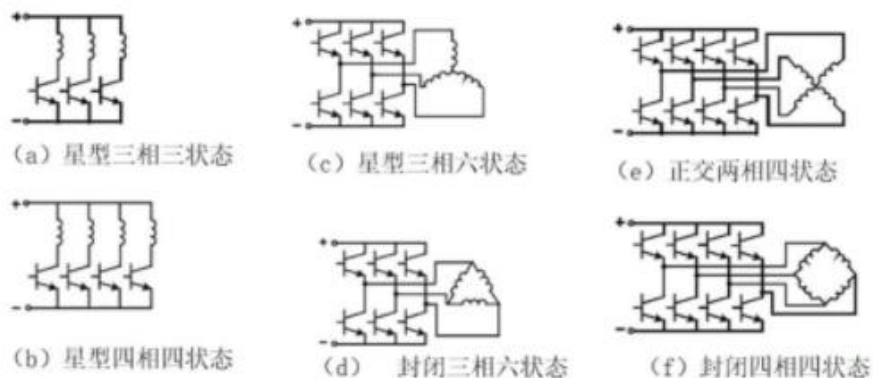 +
+
+
-
-
-
(a) 星型三相三状态
(c) 星型三相六状态
(e) 正交两相四状态
+
+
+
-
-
-
(b) 星型四相四状态
(d) 封闭三相六状态
(f) 封闭四相四状态